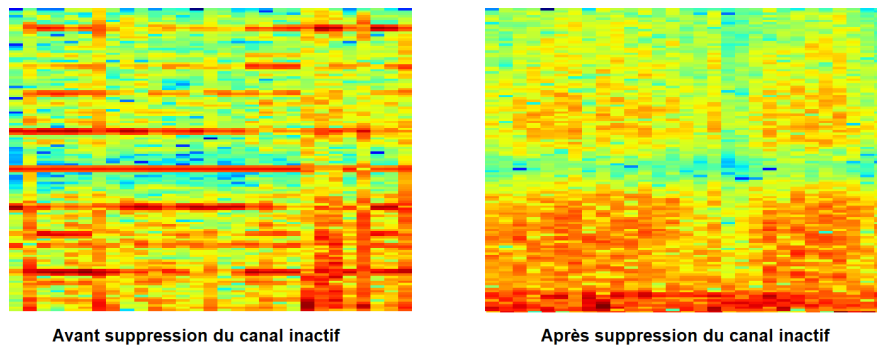 Avant suppression du canal inactif
Après suppression du canal inactif